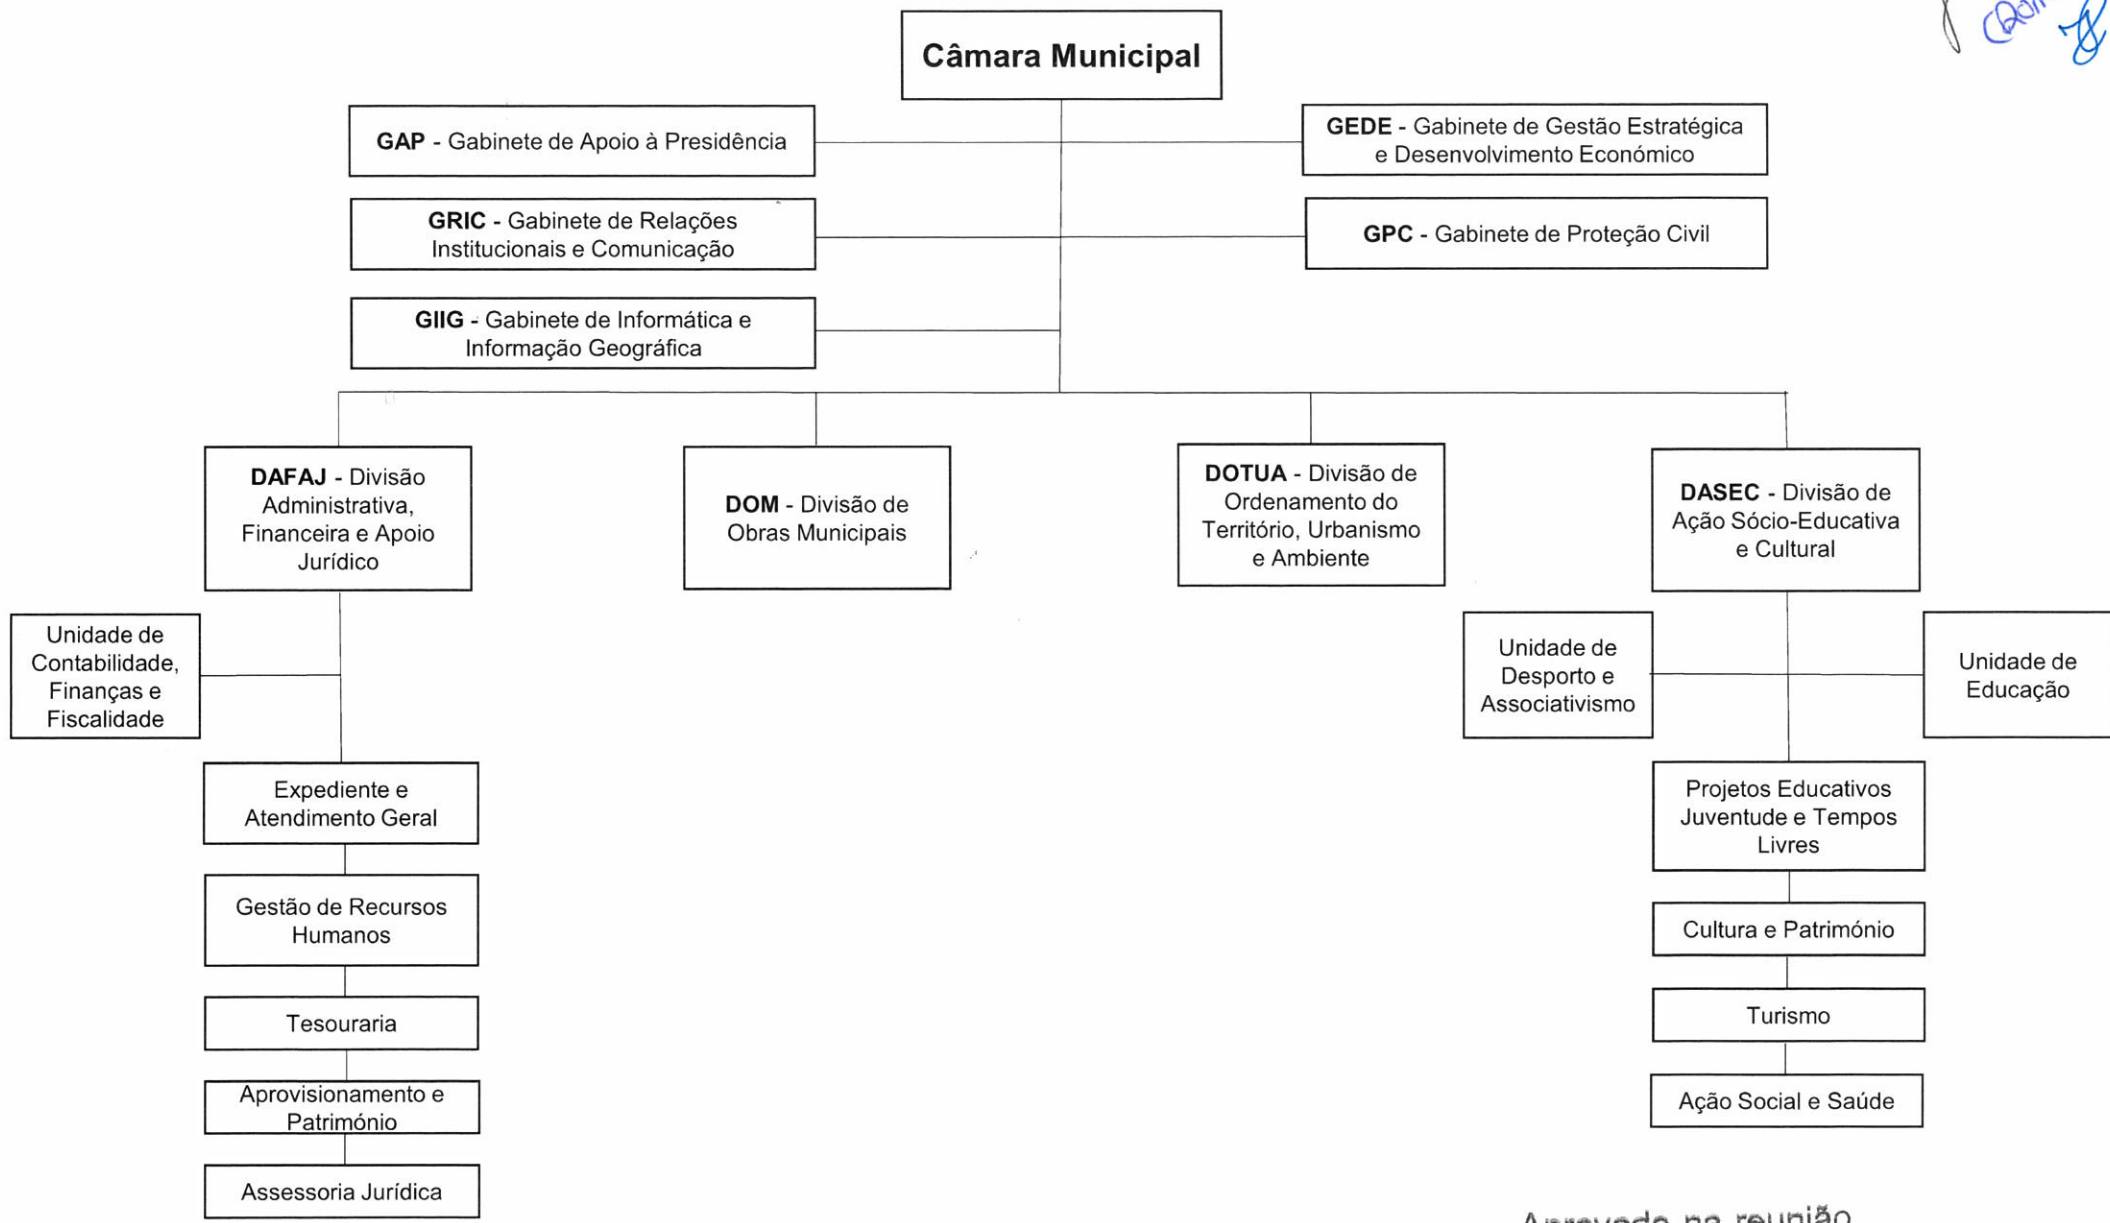 Câmara Municipal
GAP - Gabinete de Apoio à Presidência
GEDE - Gabinete de Gestão Estratégica
e Desenvolvimento Económico
GRIC - Gabinete de Relações
Institucionais e Comunicação
GPC - Gabinete de Proteção Civil
GIIG - Gabinete de Informática e
Informação Geográfica
DAFAJ - Divisão
Administrativa,
Financeira e Apoio
Jurídico
DOM - Divisão de
Obras Municipais
DOTUA - Divisão de
Ordenamento do
Território, Urbanismo
e Ambiente
DASEC - Divisão de
Ação Sócio-Educativa
e Cultural
Unidade de
Contabilidade,
Finanças e
Fiscalidade
Unidade de
Desporto e
Associativismo
Unidade de
Educação
Expediente e
Atendimento Geral
Gestão de Recursos
Humanos
Tesouraria
Aprovisionamento e
Património
Assessoria Jurídica
Projetos Educativos
Juventude e Tempos
Livres
Cultura e Património
Turismo
Ação Social e Saúde
na reunião